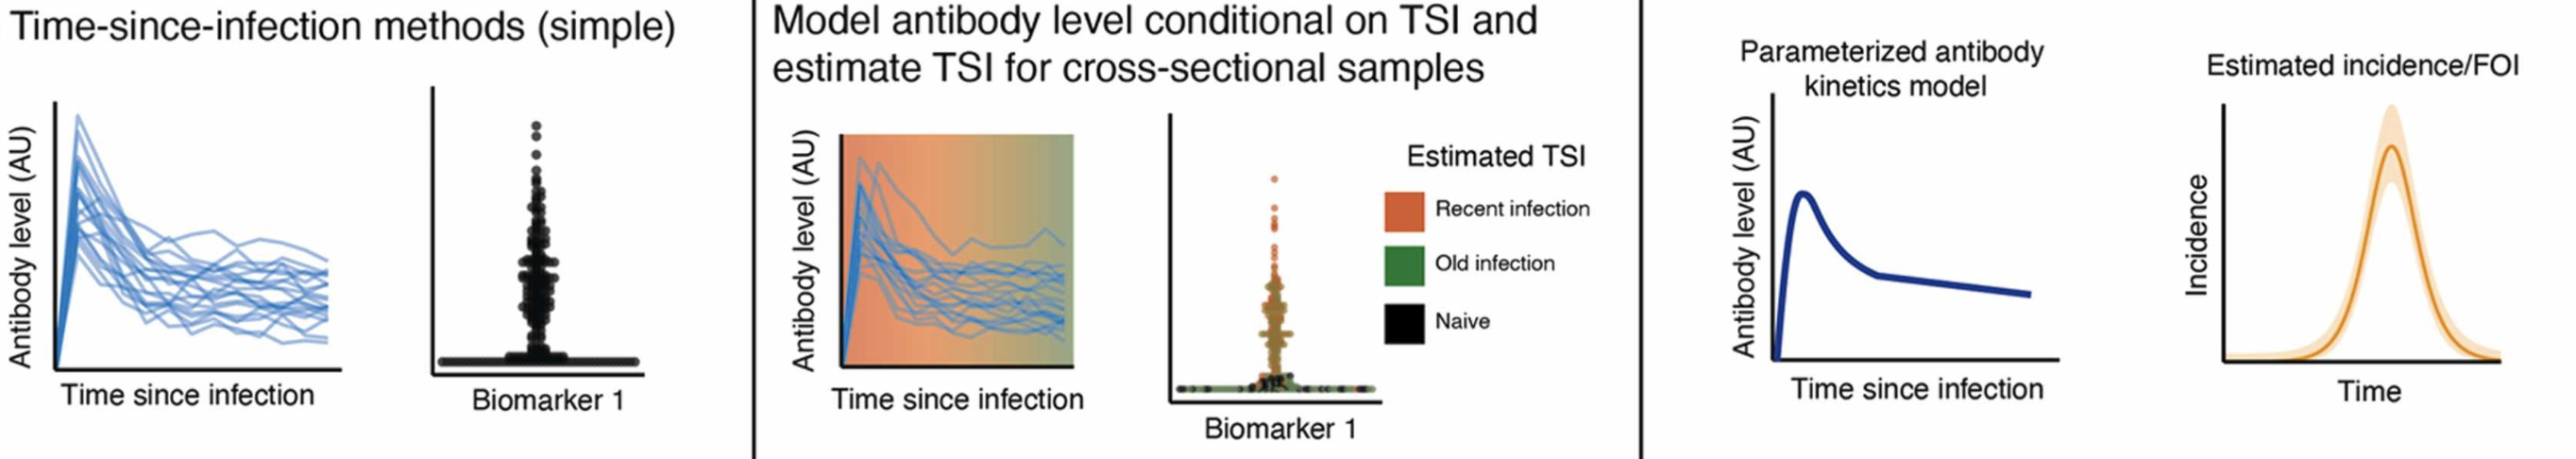 Time-since-infection methods (simple)
Antibody level (AU)
Time since infection
Biomarker 1
Model antibody level conditional on TSI and
estimate TSI for cross-sectional samples
Antibody level (AU)
Time since infection
Biomarker 1
Estimated TSI
Recent infection
Old infection
Naive
Parameterized antibody
kinetics model
Antibody level (AU)
Time since infection
Estimated incidence/FOI
Incidence
Time